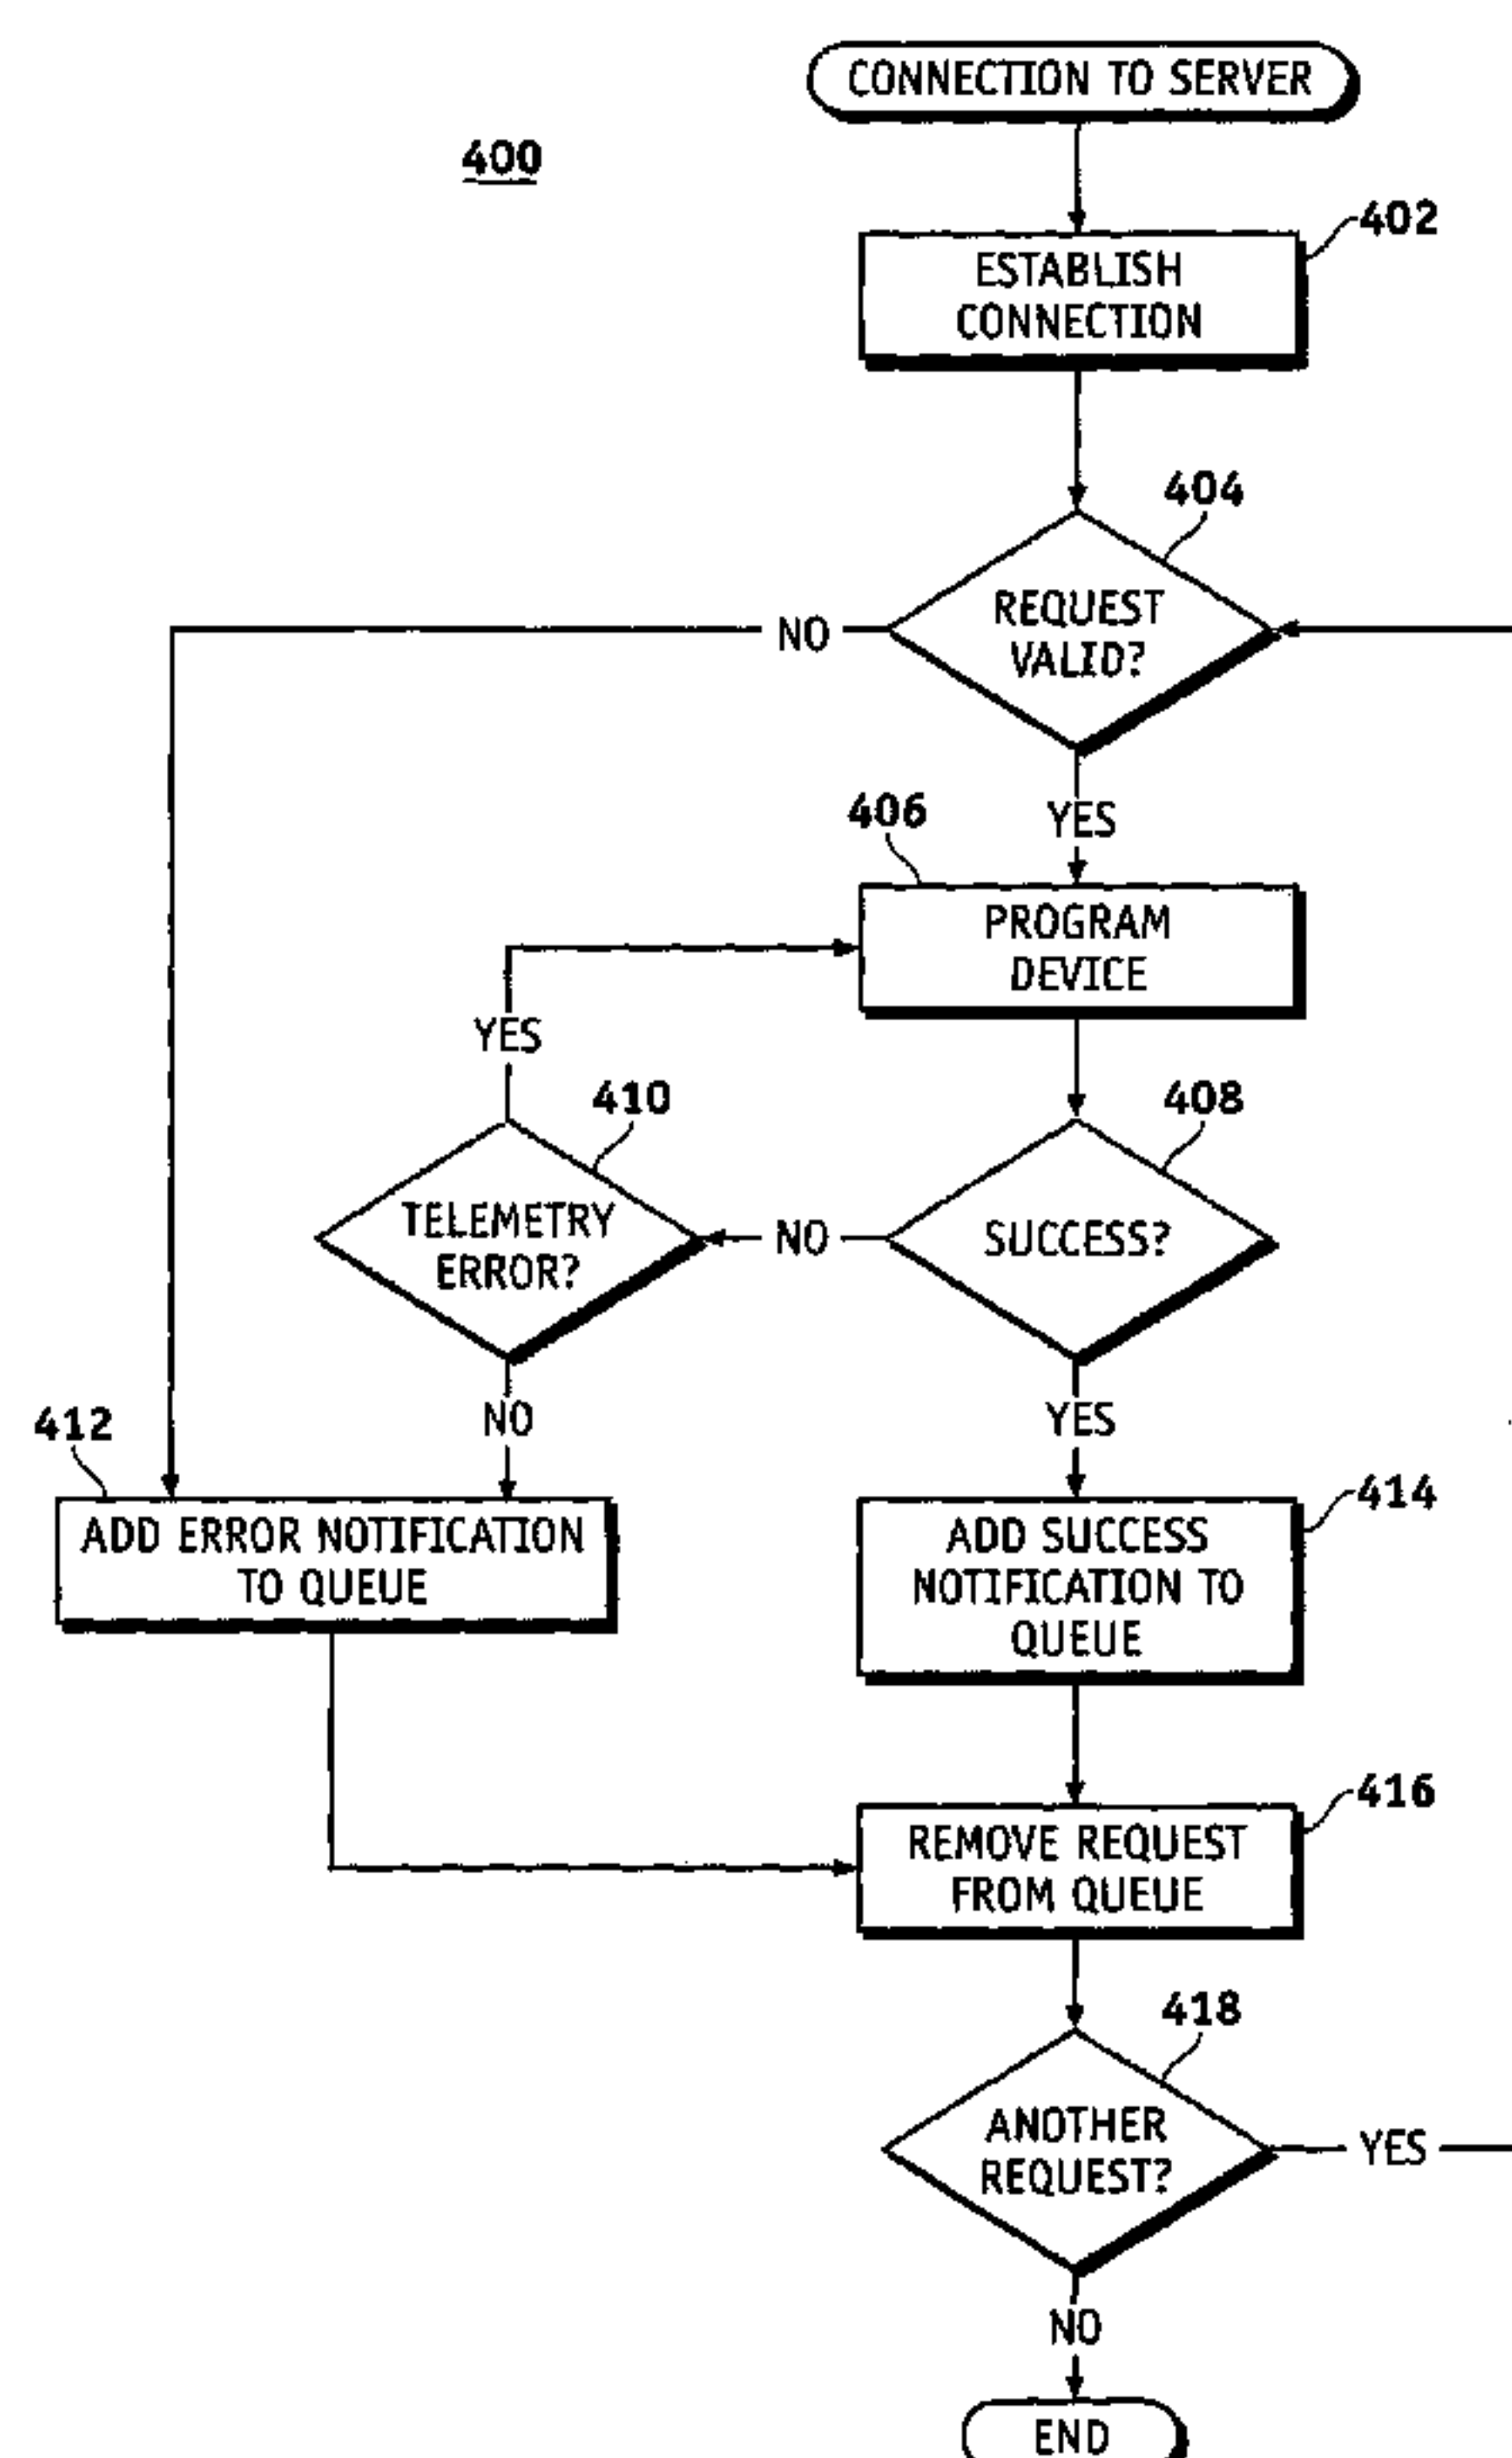 CONNECTION TO SERVER
400
402
ESTABLISH
CONNECTION
404
REQUEST
VALID?
NO
YES
406
PROGRAM
DEVICE
YES
410
408
TELEMETRY
ERROR?
NO
SUCCESS?
NO
YES
412
ADD ERROR NOTIFICATION
TO QUEUE
414
ADD SUCCESS
NOTIFICATION TO
QUEUE
416
REMOVE REQUEST
FROM QUEUE
418
ANOTHER
REQUEST?
YES
NO
END